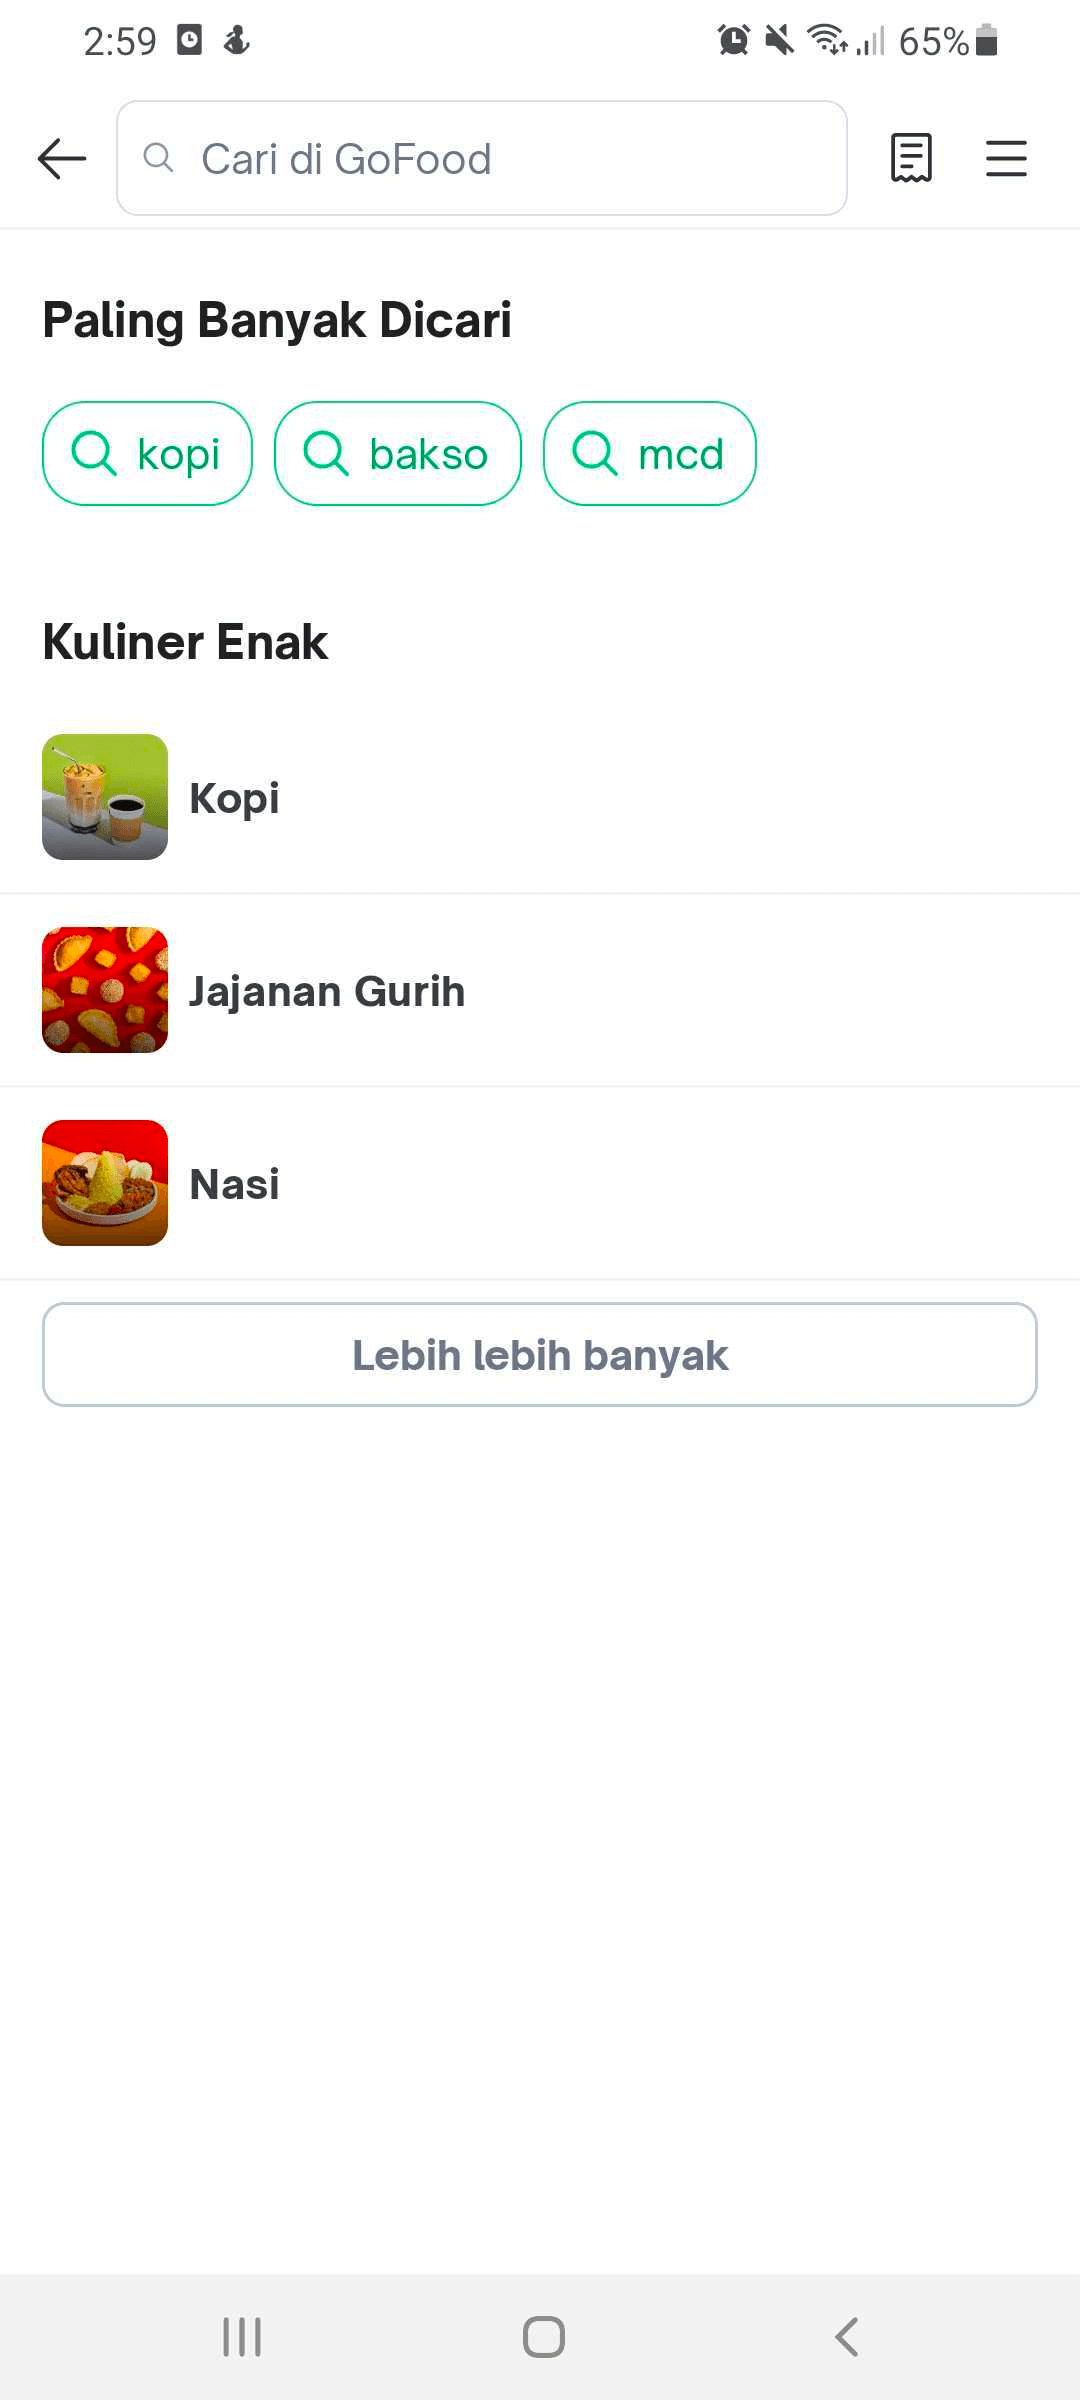 2:59
65%
Cari di GoFood
Paling Banyak Dicari
kopi
bakso
mcd
Kuliner Enak
Kopi
Jajanan Gurih
Nasi
Lebih lebih banyak